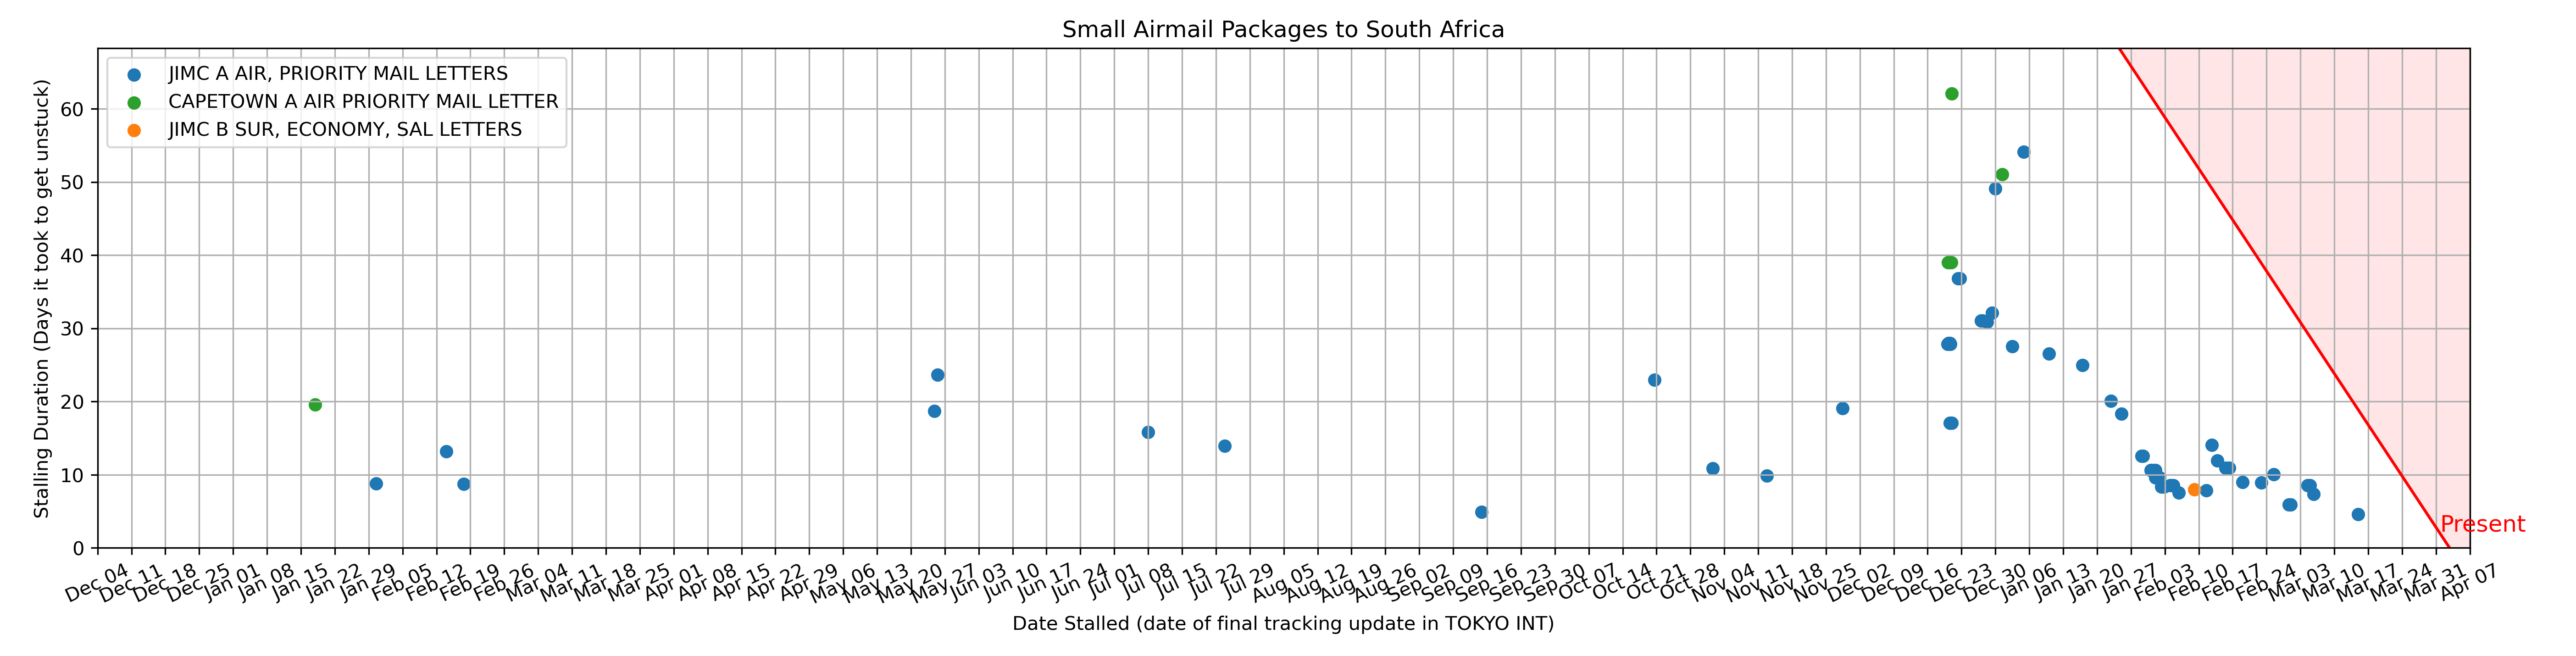 Small Airmail Packages to South Africa
JIMC A AIR, PRIORITY MAIL LETTERS
CAPETOWN A AIR PRIORITY MAIL LETTER
JIMC B SUR, ECONOMY, SAL LETTERS
Stalling Duration (Days it took to get unstuck)
60
50
40
30
20
10
0
Present
Dec 04
Dec 11
Dec 18
Dec 25
Jan 01
Jan 08
Jan 15
Jan 22
Jan 29
Feb 05
Feb 12
Feb 19
Feb 26
Mar 04
Mar 11
Mar 18
Mar 25
Apr 01
Apr 08
Apr 15
Apr 22
Apr 29
May 06
May 13
May 20
May 27
Jun 03
Jun 10
Jun 17
Jun 24
Jul 01
Jul 08
Jul 15
Jul 22
Jul 29
Aug 05
Aug 12
Aug 19
Aug 26
Sep 02
Sep 09
Sep 16
Sep 23
Sep 30
Oct 07
Oct 14
Oct 21
Oct 28
Nov 04
Nov 11
Nov 18
Nov 25
Dec 02
Dec 09
Dec 16
Dec 23
Dec 30
Jan 06
Jan 13
Jan 20
Jan 27
Feb 03
Feb 10
Feb 17
Feb 24
Mar 03
Mar 10
Mar 17
Mar 24
Mar 31
Apr 07
Date Stalled (date of final tracking update in TOKYO INT)